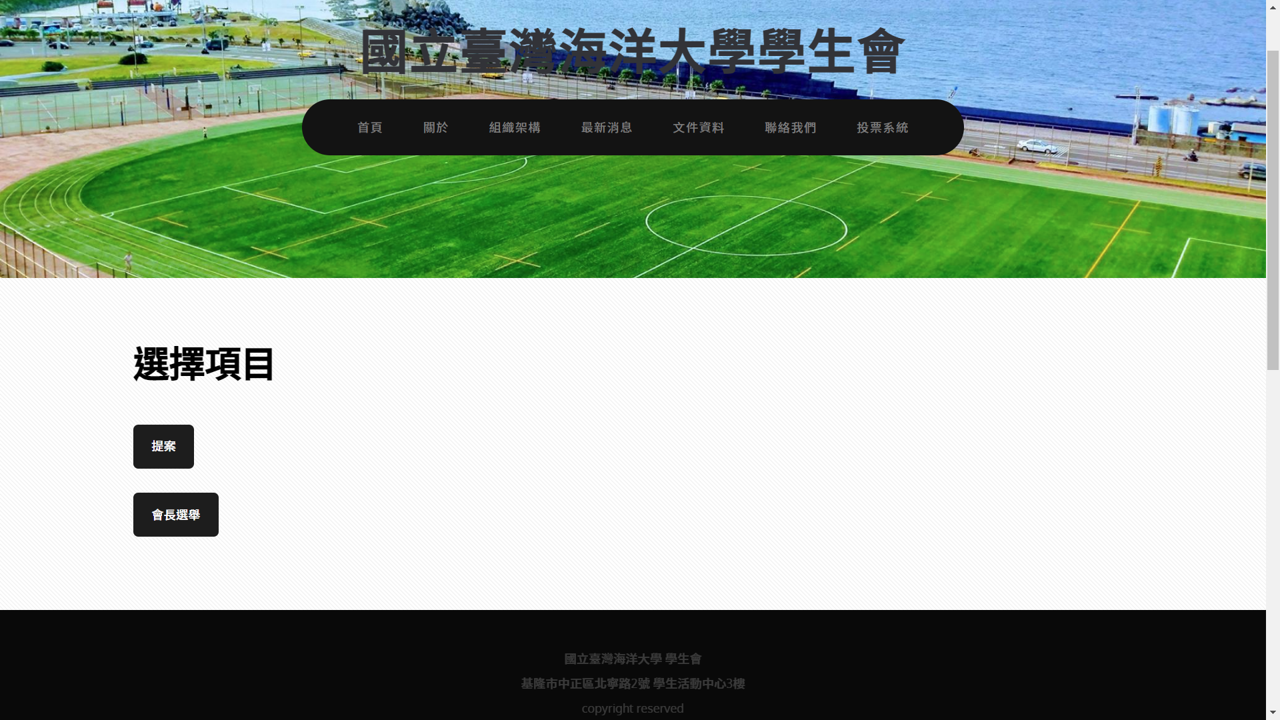 國立臺灣海洋大學學生會
首頁 關於 組織架構 最新消息 文件資料 聯絡我們 投票系統
選擇項目
提案
會長選舉
國立臺灣海洋大學 學生會
基隆市中正區北寧路2號 學生活動中心3樓
copyright reserved